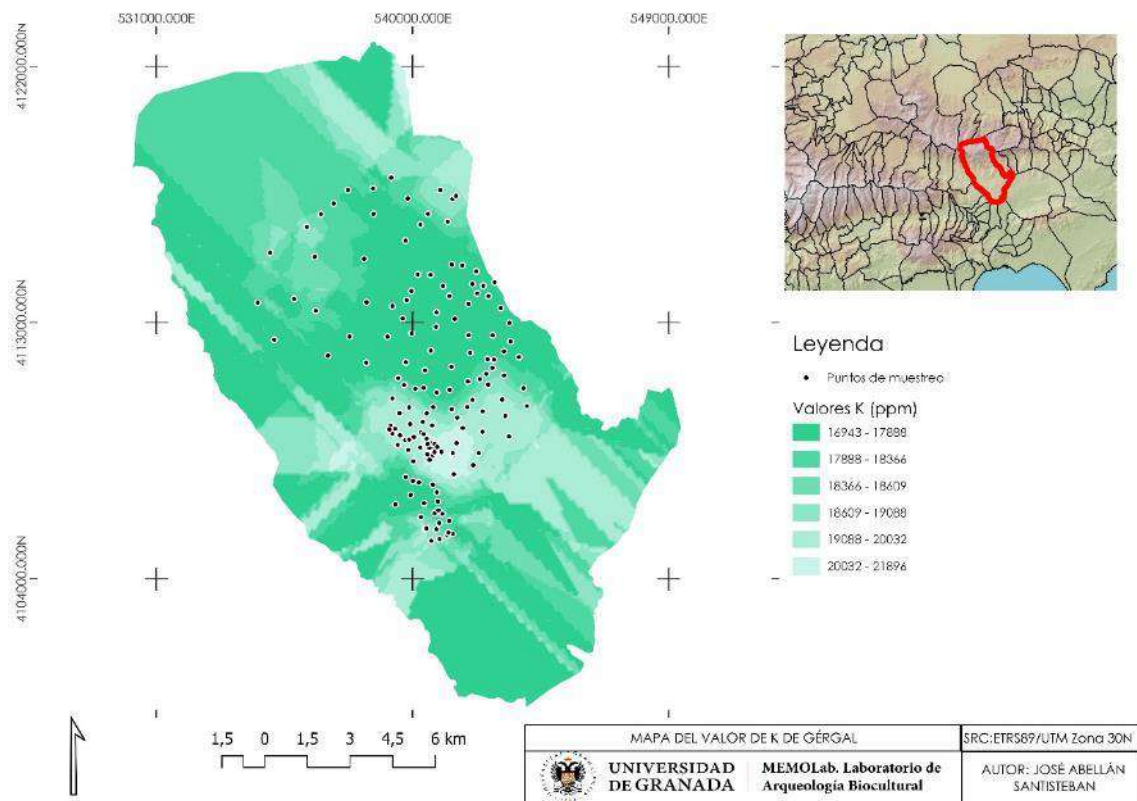 531000.000E
540000.000E
549000.000E
4122000.000N
4113000.000N
4104000.000N
Leyenda
Puntos de muestreo
Valores K (ppm)
16943 - 17888
17888 - 18366
18366 - 18609
18609 - 19088
19088 - 20032
20032 - 21896
1,5 0 1,5 3 4,5 6 km
MAPA DEL VALOR DE K DE GÉRGAL
SRC:ETRS89/UTM Zona 30N
UNIVERSIDAD
DE GRANADA
MEMOLab. Laboratorio de
Arqueología Biocultural
AUTOR: JOSÉ ABELLÁN
SANTISTEBAN